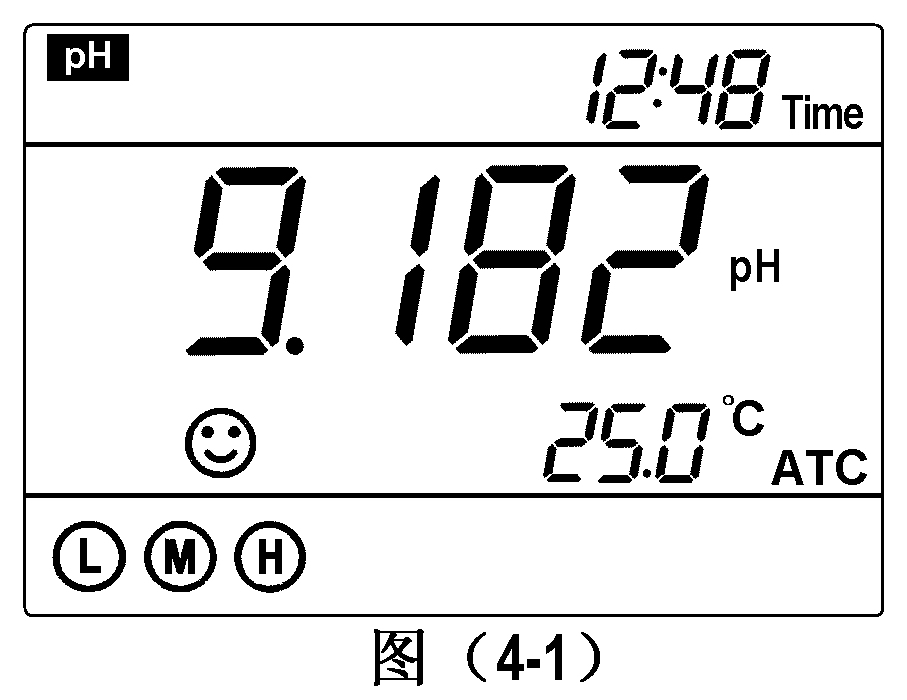 pH 12:48 Time
9.182 pH
25.0 °C ATC
L M H
图（4-1）